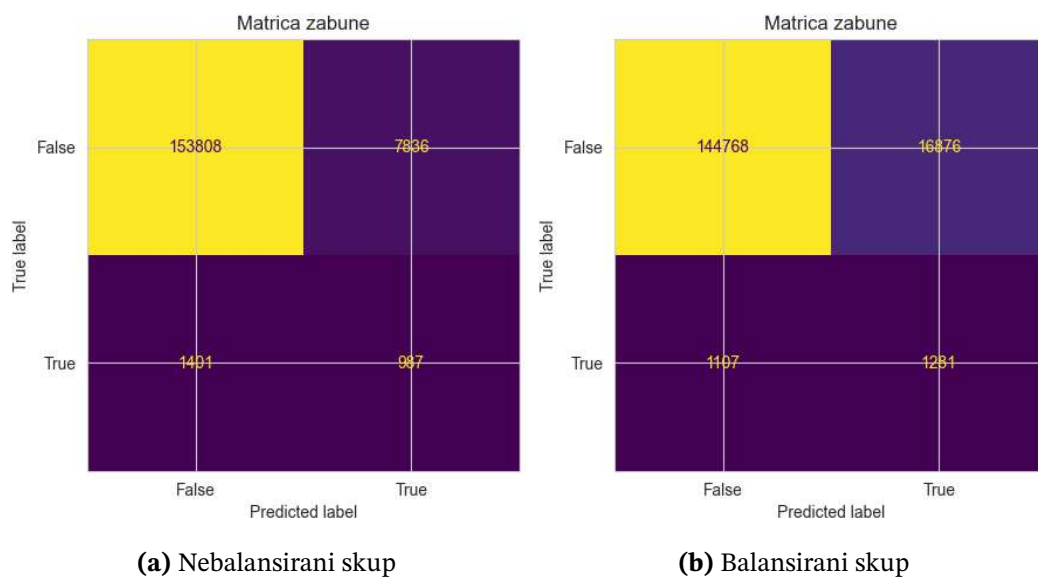 Matrica zabune
True label
False
153808
7836
True
1401
987
False
True
Predicted label
(a) Nebalansirani skup
Matrica zabune
True label
False
144768
16876
True
1107
1281
False
True
Predicted label
(b) Balansirani skup